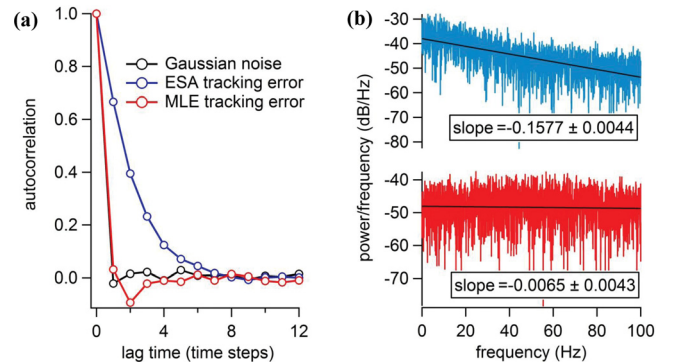 (a)
1.0
0.8
0.6
0.4
0.2
0.0
autocorrelation
Gaussian noise
ESA tracking error
MLE tracking error
0
4
8
12
lag time (time steps)
(b)
-30
-40
-50
-60
-70
-80
slope =-0.1577 ± 0.0044
power/frequency (dB/Hz)
-40
-50
-60
-70
slope =-0.0065 ± 0.0043
0
20
40
60
80
100
frequency (Hz)